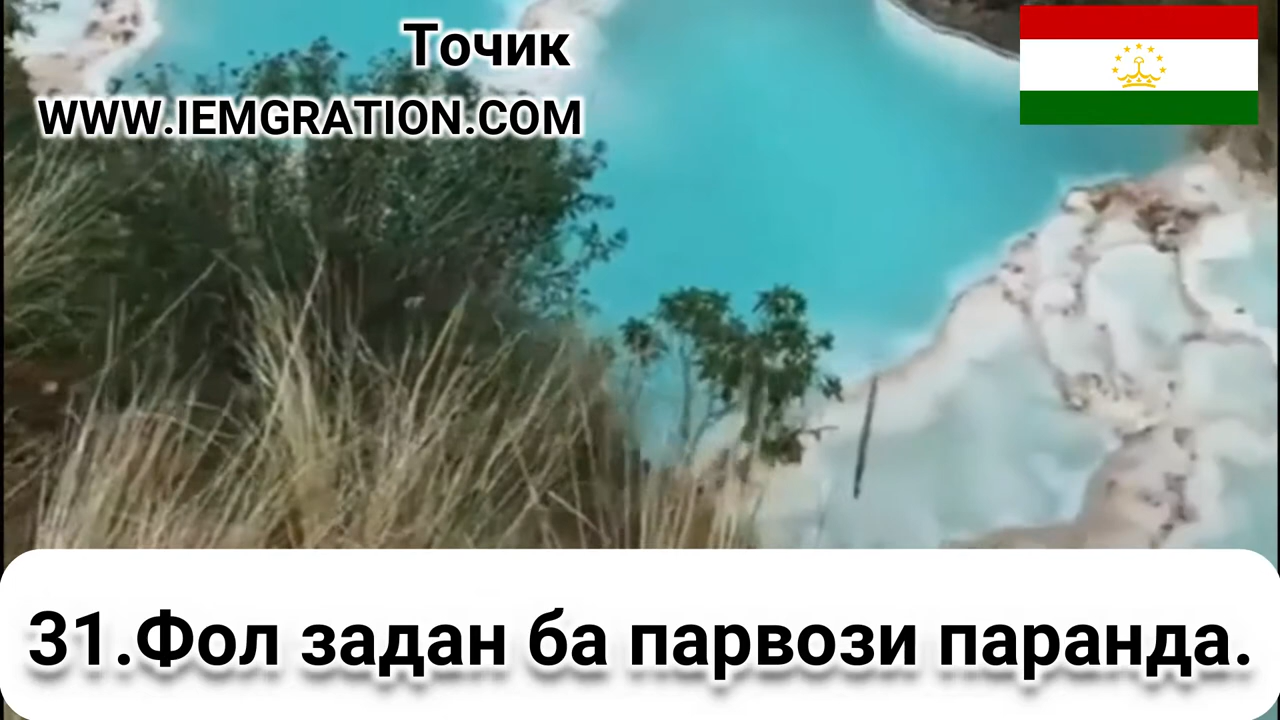 Точик
WWW.IEMGRATION.COM
31.Фол задан ба парвози паранда.